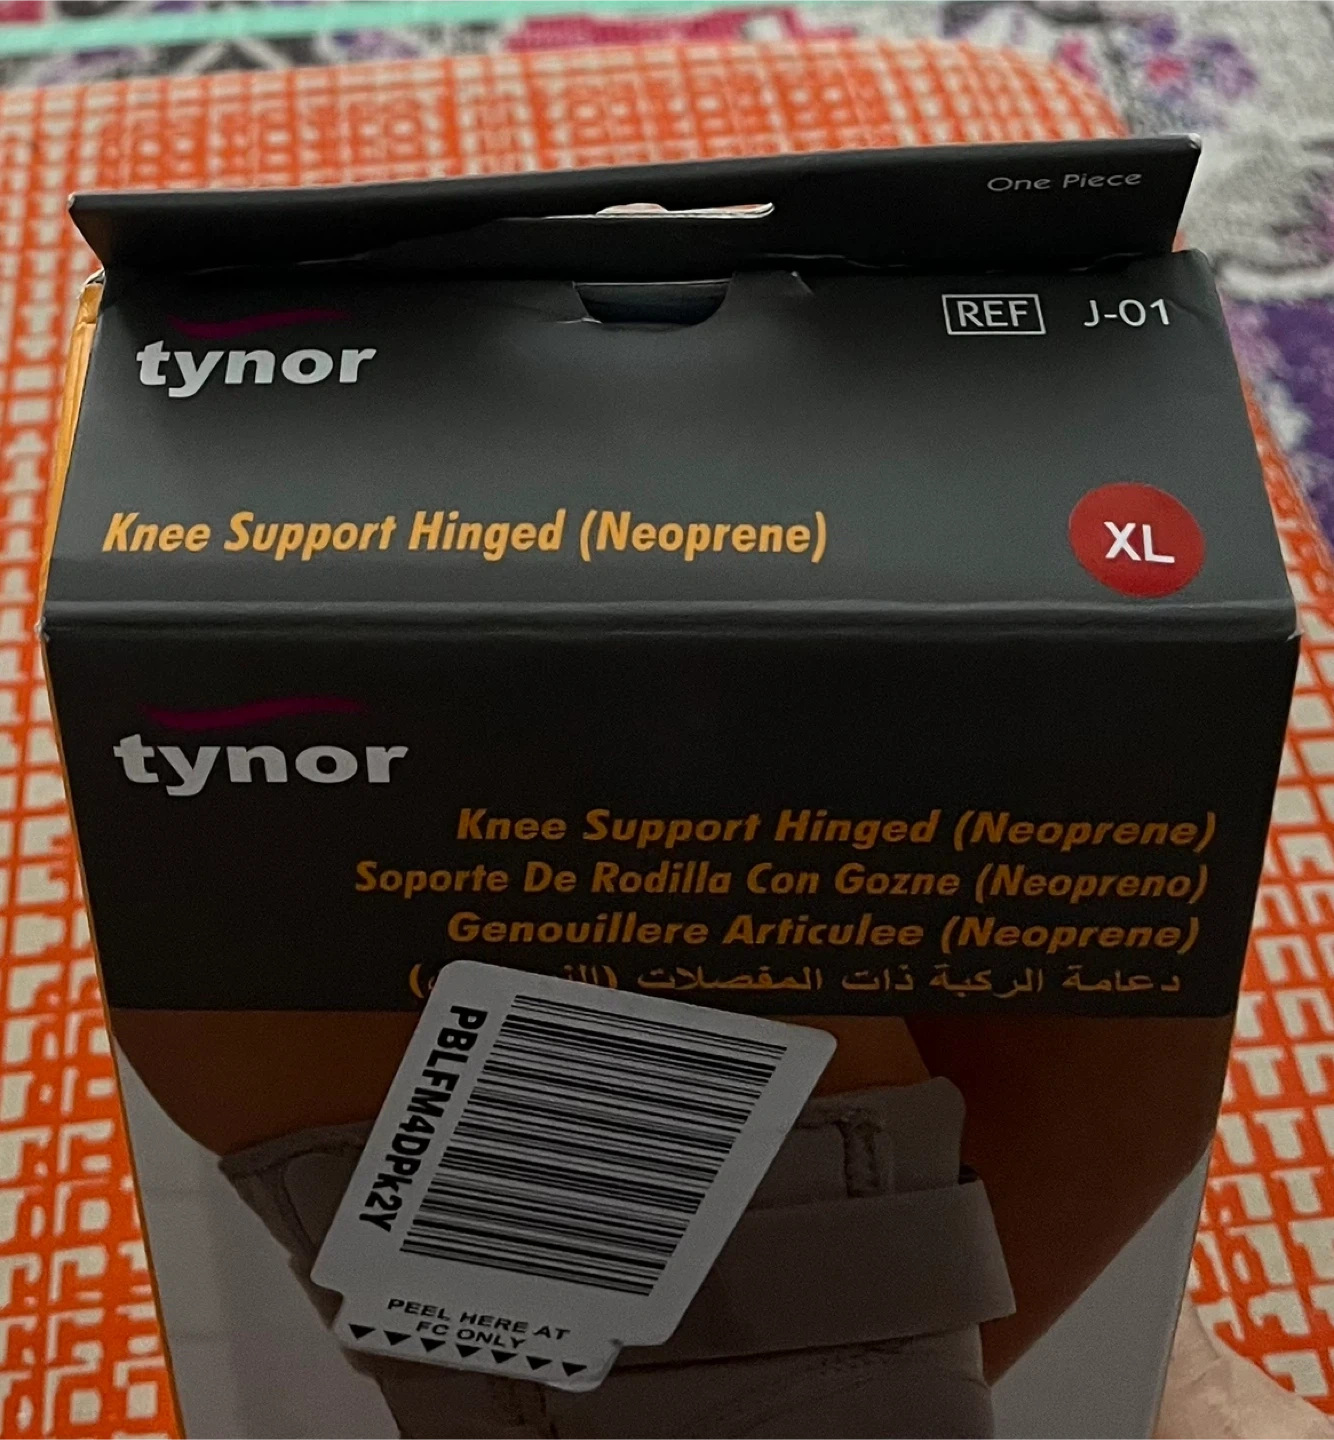 One Piece
tynor
REF J-01
Knee Support Hinged (Neoprene)
XL
tynor
Knee Support Hinged (Neoprene)
Soporte De Rodilla Con Gozne (Neopreno)
Genouillere Articulee (Neoprene)
دعامة الركبة ذات المفصلات
PBLFM4DPk2Y
PEEL HERE AT
FC ONLY